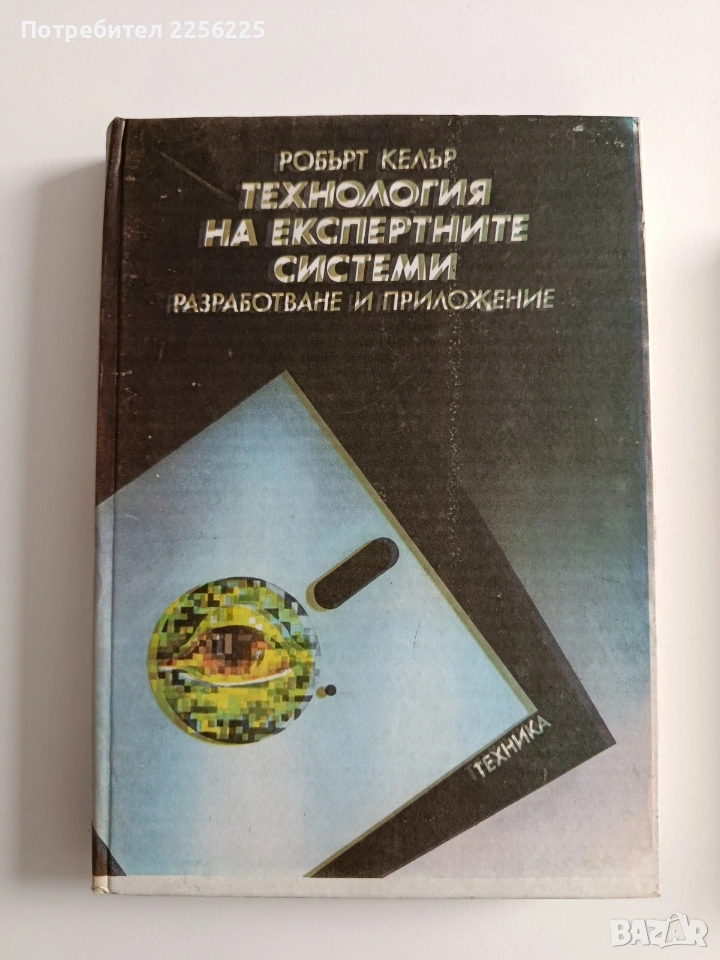 Потребител 2256225
РОБЪРТ КЕЛЪР
ТЕХНОЛОГИЯ
НА ЕКСПЕРТНИТЕ
СИСТЕМИ
РАЗРАБОТВАНЕ И ПРИЛОЖЕНИЕ
ТЕХНИКА
BAZAR